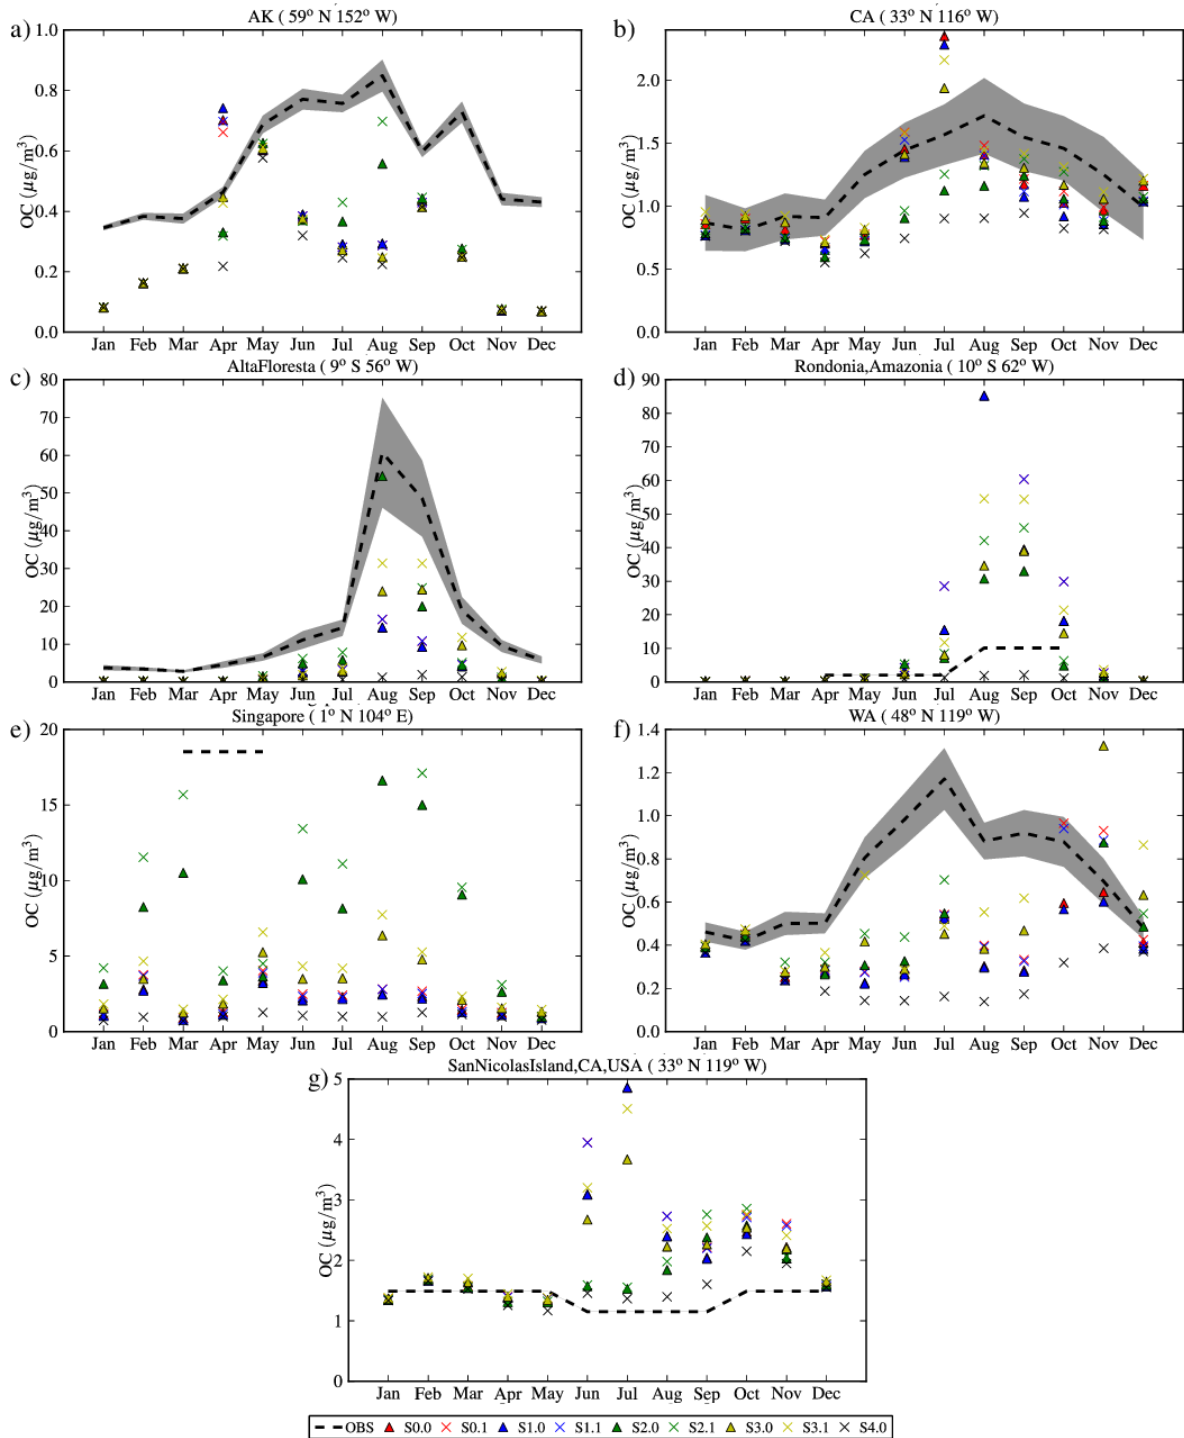 a)
AK ( 59° N 152° W)
OC (μg/m³)
1.0
0.8
0.6
0.4
0.2
0.0
Jan Feb Mar Apr May Jun Jul Aug Sep Oct Nov Dec
b)
CA ( 33° N 116° W)
OC (μg/m³)
2.0
1.5
1.0
0.5
0.0
Jan Feb Mar Apr May Jun Jul Aug Sep Oct Nov Dec
c)
AltaFloresta ( 9° S 56° W)
OC (μg/m³)
80
70
60
50
40
30
20
10
0
Jan Feb Mar Apr May Jun Jul Aug Sep Oct Nov Dec
d)
Rondonia,Amazonia ( 10° S 62° W)
OC (μg/m³)
90
80
70
60
50
40
30
20
10
0
Jan Feb Mar Apr May Jun Jul Aug Sep Oct Nov Dec
e)
Singapore ( 1° N 104° E)
OC (μg/m³)
20
15
10
5
0
Jan Feb Mar Apr May Jun Jul Aug Sep Oct Nov Dec
f)
WA ( 48° N 119° W)
OC (μg/m³)
1.4
1.2
1.0
0.8
0.6
0.4
0.2
0.0
Jan Feb Mar Apr May Jun Jul Aug Sep Oct Nov Dec
g)
SanNicolasIsland,CA,USA ( 33° N 119° W)
OC (μg/m³)
5
4
3
2
1
0
Jan Feb Mar Apr May Jun Jul Aug Sep Oct Nov Dec
OBS S0.0 S0.1 S1.0 S1.1 S2.0 S2.1 S3.0 S3.1 S4.0